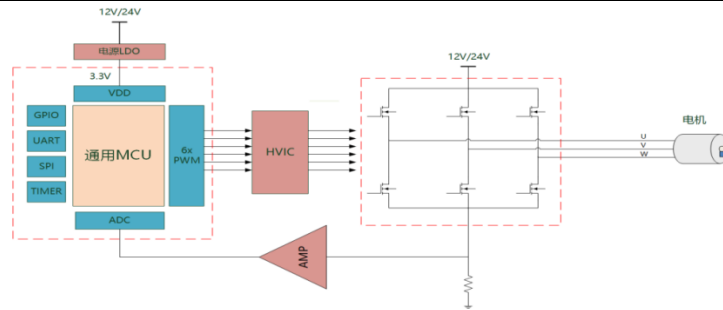 12V/24V
电源LDO
3.3V
VDD
GPIO
UART
SPI
TIMER
通用MCU
6x
PWM
ADC
HVIC
AMP
12V/24V
电机
U
V
W